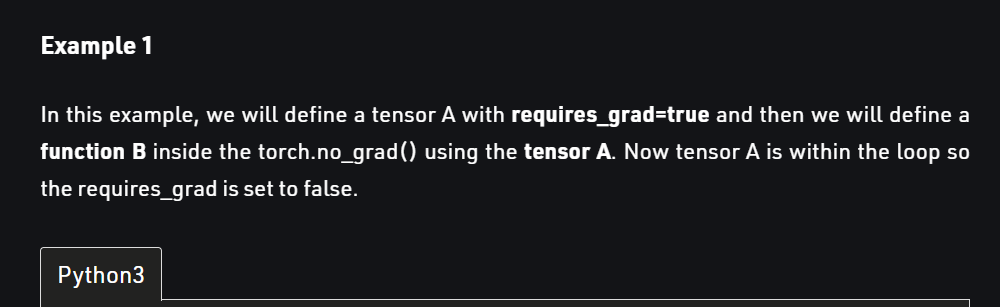 Example 1
In this example, we will define a tensor A with requires_grad=true and then we will define a
function B inside the torch.no_grad() using the tensor A. Now tensor A is within the loop so
the requires_grad is set to false.
Python3